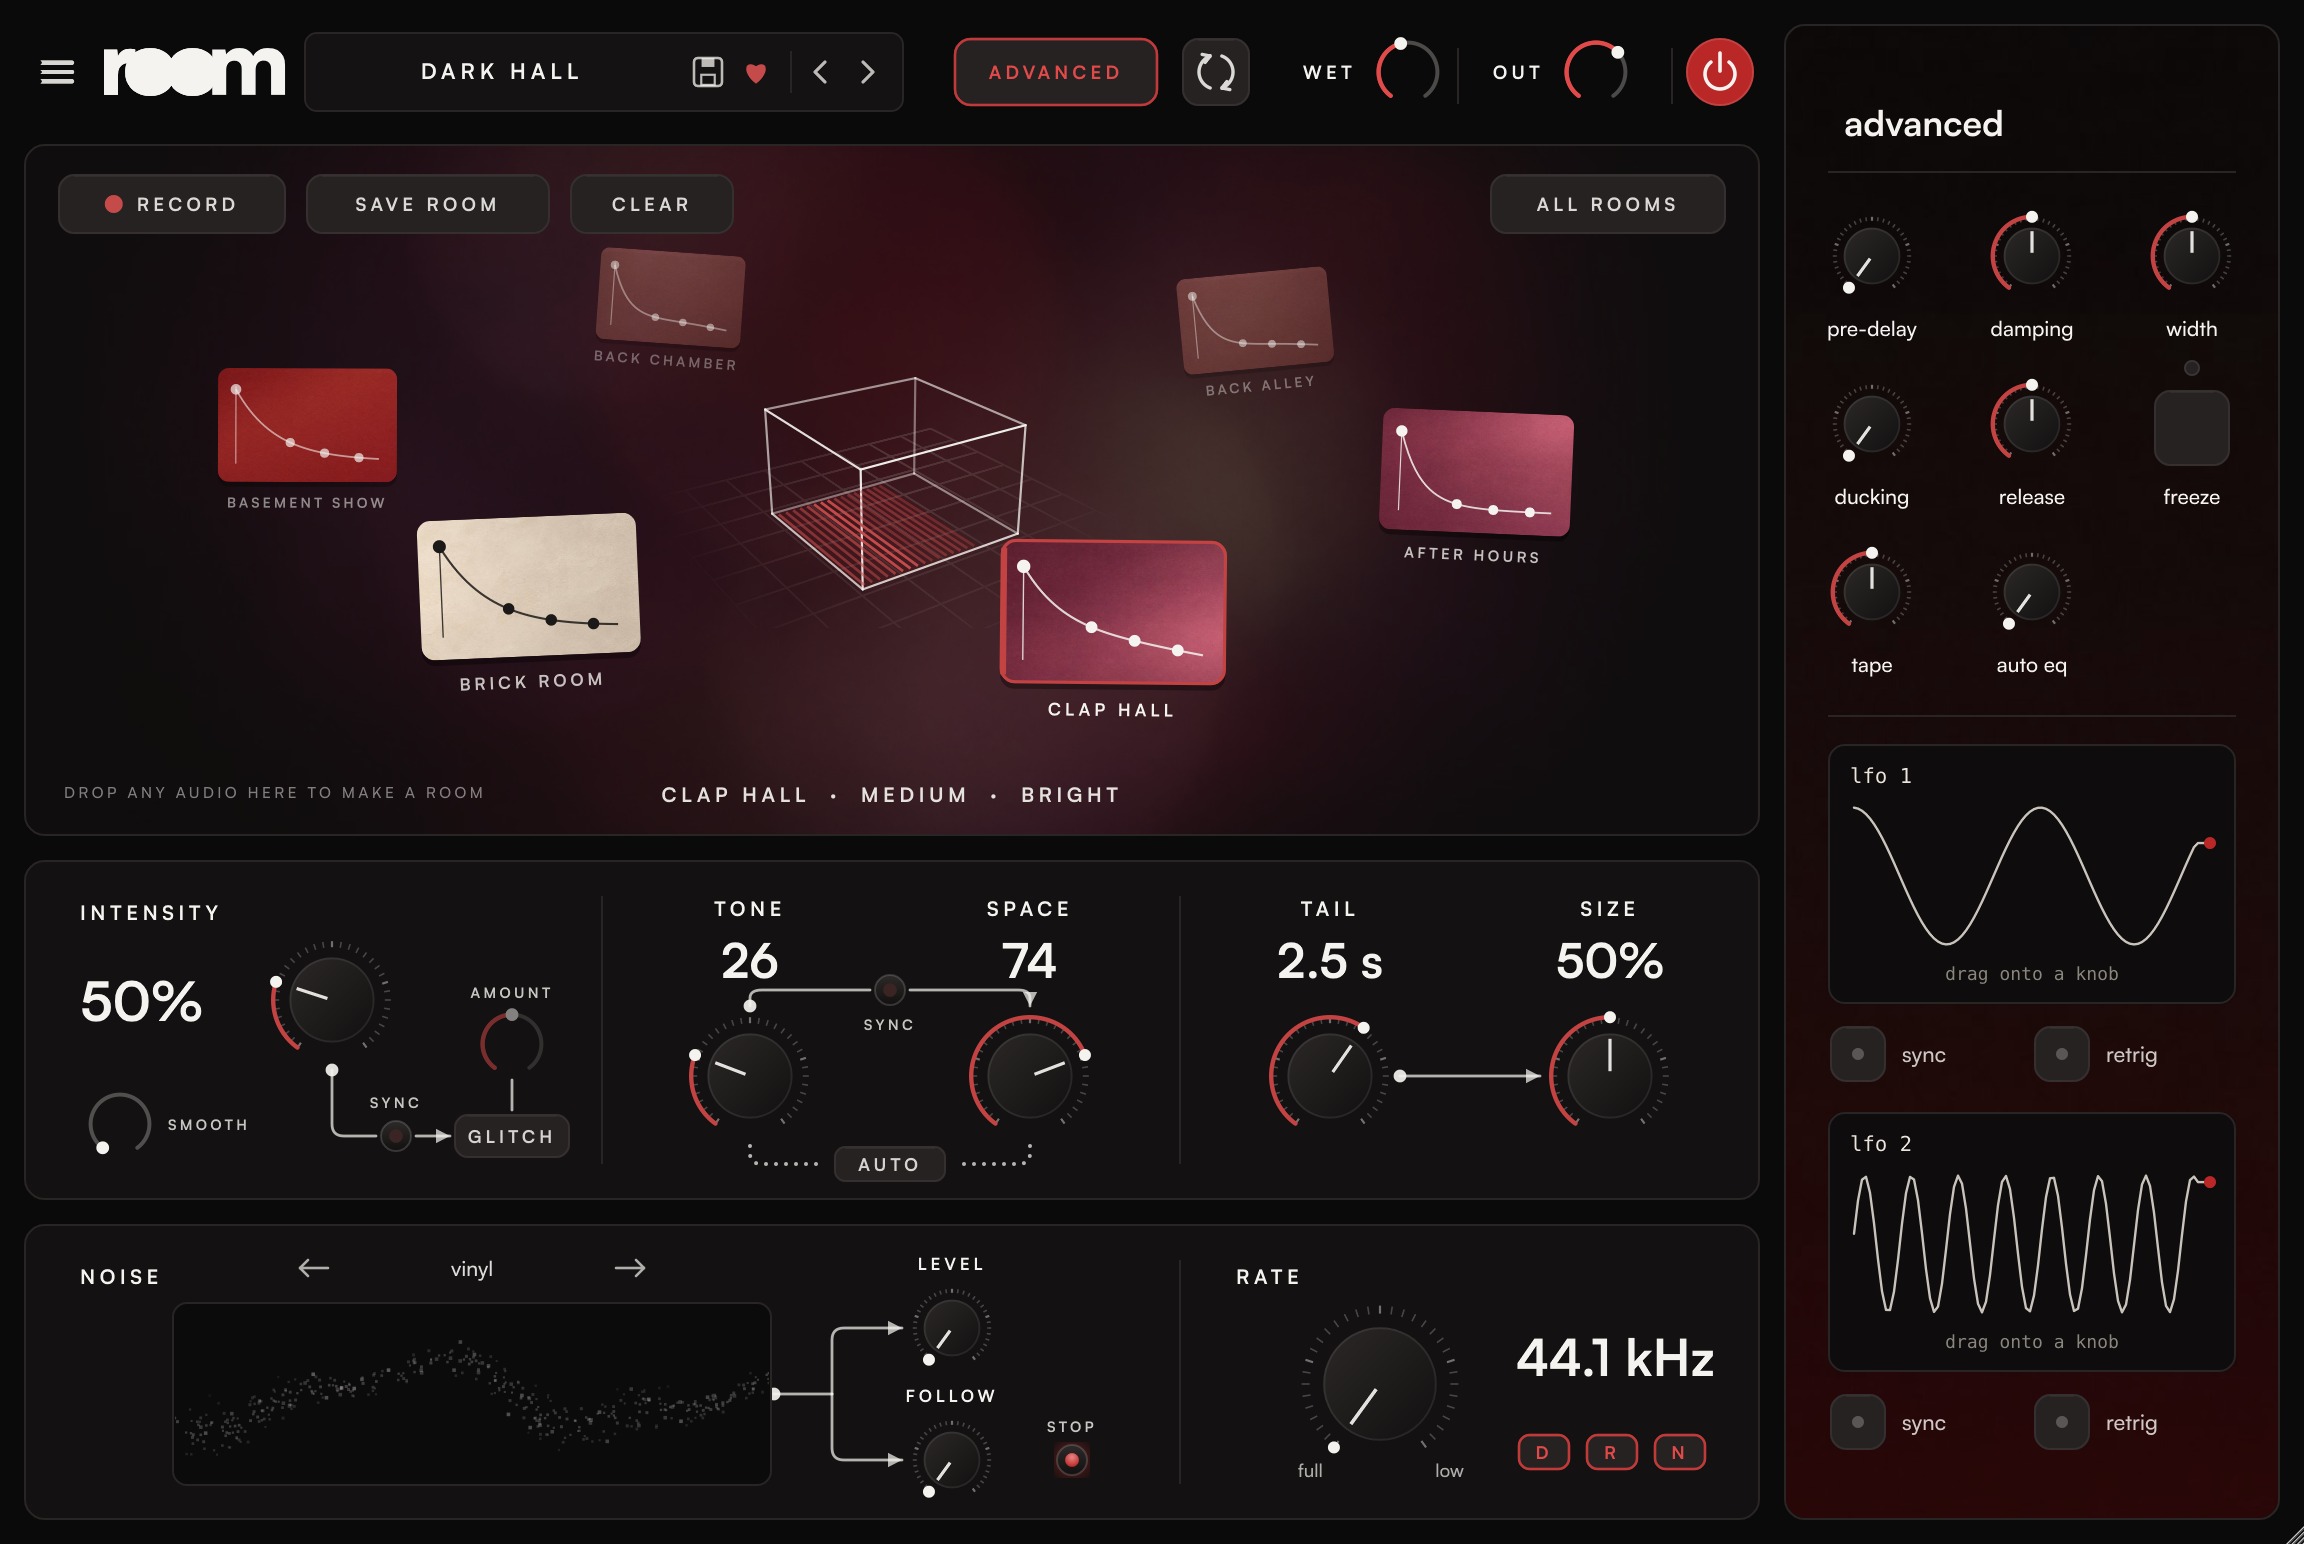 room
DARK HALL
ADVANCED
WET
OUT
RECORD
SAVE ROOM
CLEAR
ALL ROOMS
BACK CHAMBER
BACK ALLEY
BASEMENT SHOW
AFTER HOURS
BRICK ROOM
CLAP HALL
DROP ANY AUDIO HERE TO MAKE A ROOM
CLAP HALL • MEDIUM • BRIGHT
INTENSITY
50%
AMOUNT
SMOOTH
SYNC
GLITCH
TONE
26
SPACE
74
SYNC
AUTO
TAIL
2.5 s
SIZE
50%
NOISE
vinyl
LEVEL
FOLLOW
STOP
RATE
44.1 kHz
full
low
D
R
N
advanced
pre-delay
damping
width
ducking
release
freeze
tape
auto eq
lfo 1
drag onto a knob
sync
retrig
lfo 2
drag onto a knob
sync
retrig